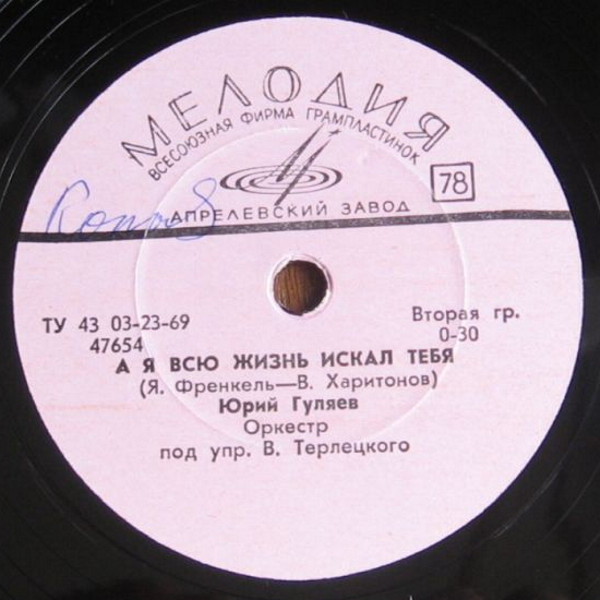 МЕЛОДИЯ
ВСЕСОЮЗНАЯ ФИРМА ГРАМПЛАСТИНОК
78
АПРЕЛЕВСКИЙ ЗАВОД
ТУ 43 03-23-69
Вторая гр.
47654
0-30
А Я ВСЮ ЖИЗНЬ ИСКАЛ ТЕБЯ
(Я. Френкель—В. Харитонов)
Юрий Гуляев
Оркестр
под упр. В. Терлецкого